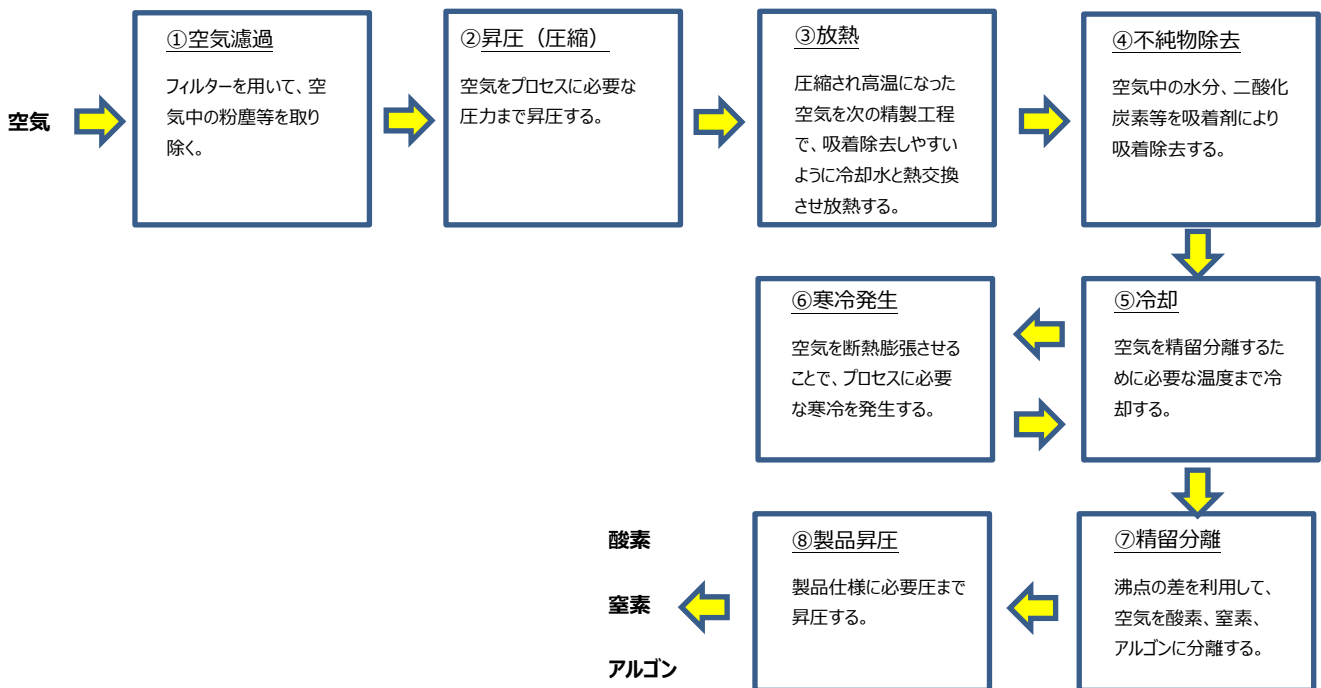 空気
①空気濾過
フィルターを用いて、空
気中の粉塵等を取り
除く。
②昇圧（圧縮）
空気をプロセスに必要な
圧力まで昇圧する。
③放熱
圧縮され高温になった
空気を次の精製工程
で、吸着除去しやすい
ように冷却水と熱交換
させ放熱する。
④不純物除去
空気中の水分、二酸化
炭素等を吸着剤により
吸着除去する。
⑤冷却
空気を精留分離するた
めに必要な温度まで冷
却する。
⑥寒冷発生
空気を断熱膨張させる
ことで、プロセスに必要
な寒冷を発生する。
⑦精留分離
沸点の差を利用して、
空気を酸素、窒素、
アルゴンに分離する。
⑧製品昇圧
製品仕様に必要圧まで
昇圧する。
酸素
窒素
アルゴン